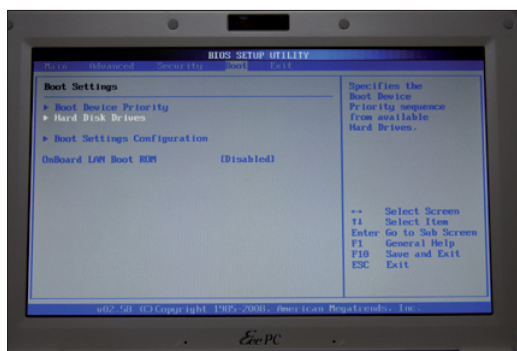 BIOS SETUP UTILITY
Main Advanced Security Boot Exit
Boot Settings
▶ Boot Device Priority
▶ Hard Disk Drives
▶ Boot Settings Configuration
OnBoard LAN Boot ROM [Disabled]
Specifies the
Boot Device
Priority sequence
from available
Hard Drives.
↔ Select Screen
↑↓ Select Item
Enter Go to Sub Screen
F1 General Help
F10 Save and Exit
ESC Exit
v02.58 (C)Copyright 1985-2008, American Megatrends, Inc.
Eee PC